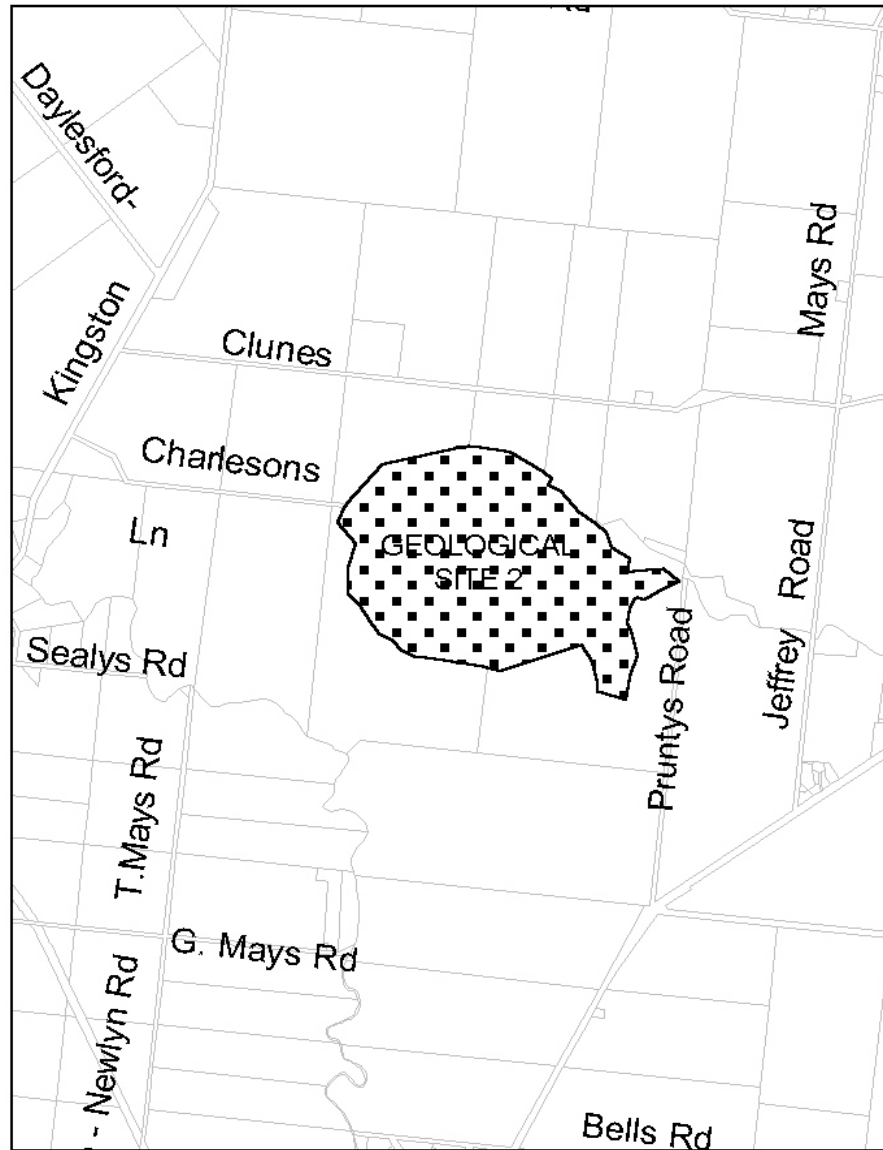 Daylesford-
Mays Rd
Kingston
Clunes
Charlesons
Ln
GEOLOGICAL
SITE 2
Jeffrey Road
Sealys Rd
Pruntys Road
T.Mays Rd
G. Mays Rd
- Newlyn Rd
Bells Rd